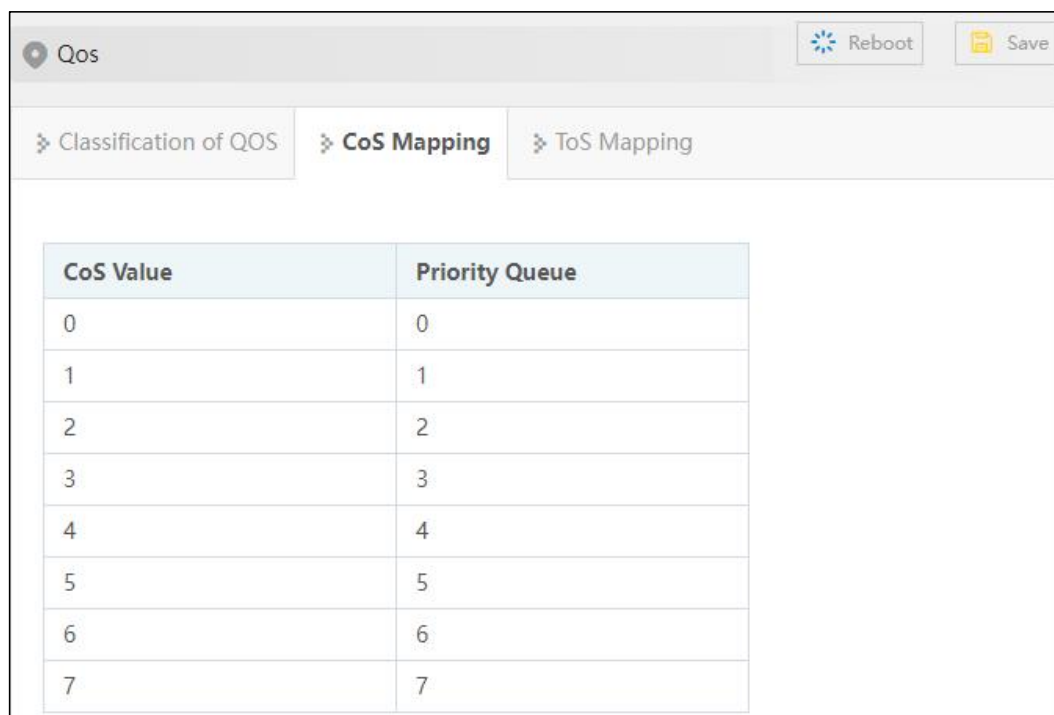 Qos Reboot Save
Classification of QOS CoS Mapping ToS Mapping
CoS Value Priority Queue
0 0
1 1
2 2
3 3
4 4
5 5
6 6
7 7